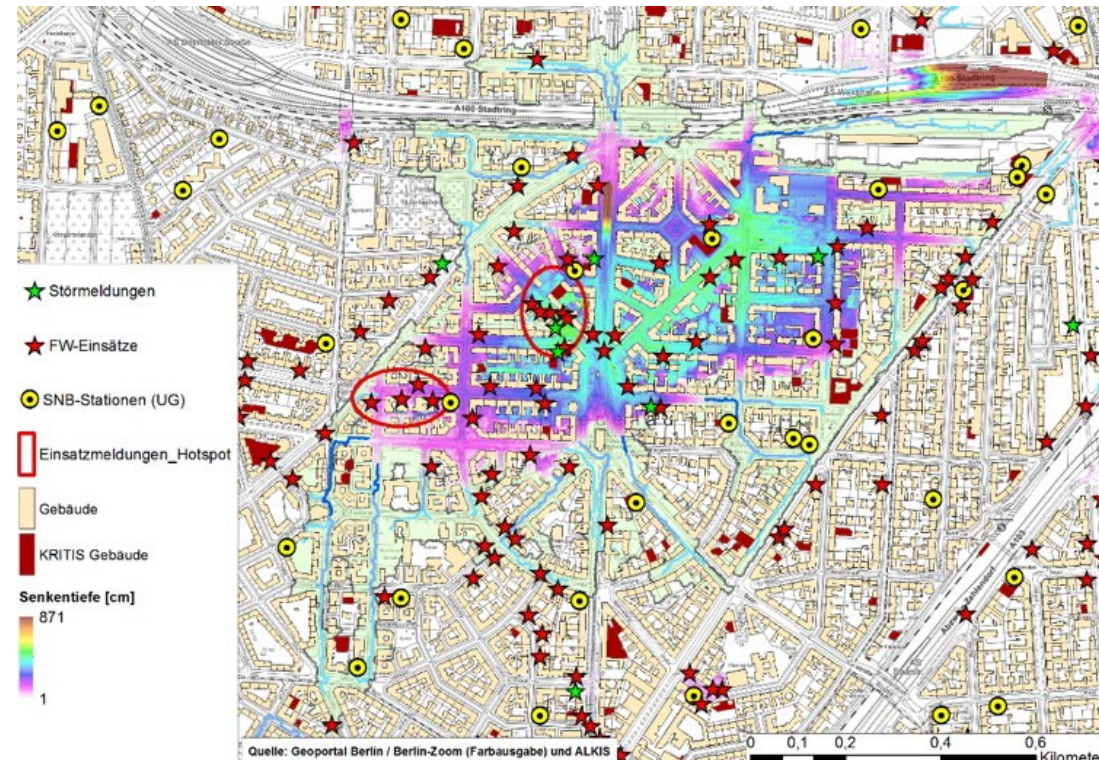 A100 Stadtring
A100-Stadtring
Störmeldungen
FW-Einsätze
SNB-Stationen (UG)
Einsatzmeldungen_Hotspot
Gebäude
KRITIS Gebäude
Senkentiefe [cm]
871
1
A103
Quelle: Geoportal Berlin / Berlin-Zoom (Farbausgabe) und ALKIS
0 0,1 0,2 0,4 0,6
Kilomete